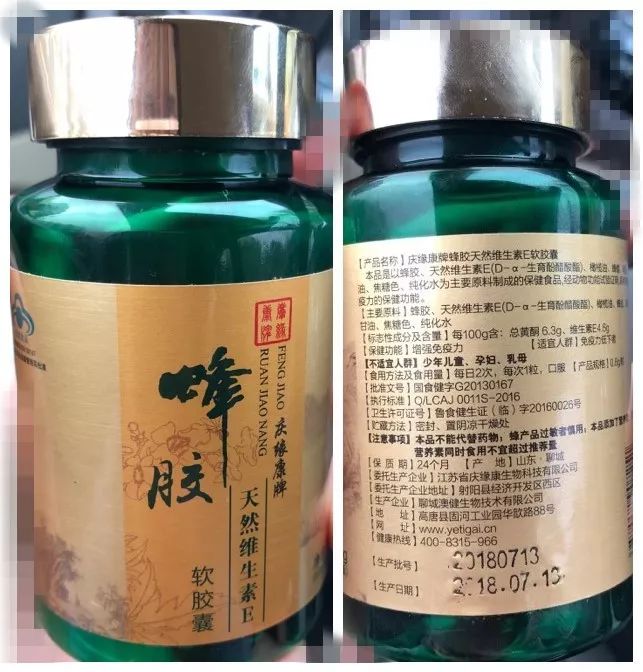 庆缘康牌
FENG JIAO
RUAN JIAO NANG
庆缘康牌
蜂胶
天然维生素E
软胶囊
【产品名称】庆缘康牌蜂胶天然维生素E软胶囊
本品是以蜂胶、天然维生素E(D-α-生育酚醋酸酯)、橄榄油、
油、焦糖色、纯化水为主要原料制成的保健食品,经动物功能试验证
疫力的保健功能。
【主要原料】蜂胶、天然维生素E(D-α-生育酚醋酸酯)、橄榄油、
甘油、焦糖色、纯化水
【标志性成分及含量】每100g含：总黄酮 6.3g、维生素E4.6g
【保健功能】增强免疫力 【适宜人群】免疫力低下者
【不适宜人群】少年儿童、孕妇、乳母
【食用方法及食用量】每日2次，每次1粒，口服 【产品规格】0.5g/粒
【批准文号】国食健字G20130167
【执行标准】Q/LCAJ 0011S-2016
【卫生许可证号】鲁食健生证（临）字20160026号
【贮藏方法】密封、置阴凉干燥处
【注意事项】本品不能代替药物；蜂产品过敏者慎用；本品添加了营养
营养素同时食用不宜超过推荐量
【保 质 期】24个月 【产 地】山东·聊城
【委托生产企业】江苏省庆缘康生物科技有限公司
【委托生产企业地址】射阳县经济开发区西区
【生产企业】聊城澳健生物技术有限公司
【地 址】高唐县固河工业园华歆路88号
【网 址】www.yetigai.cn
【健康热线】400-8315-966
【生产批号】20180713
【生产日期】2018.07.13